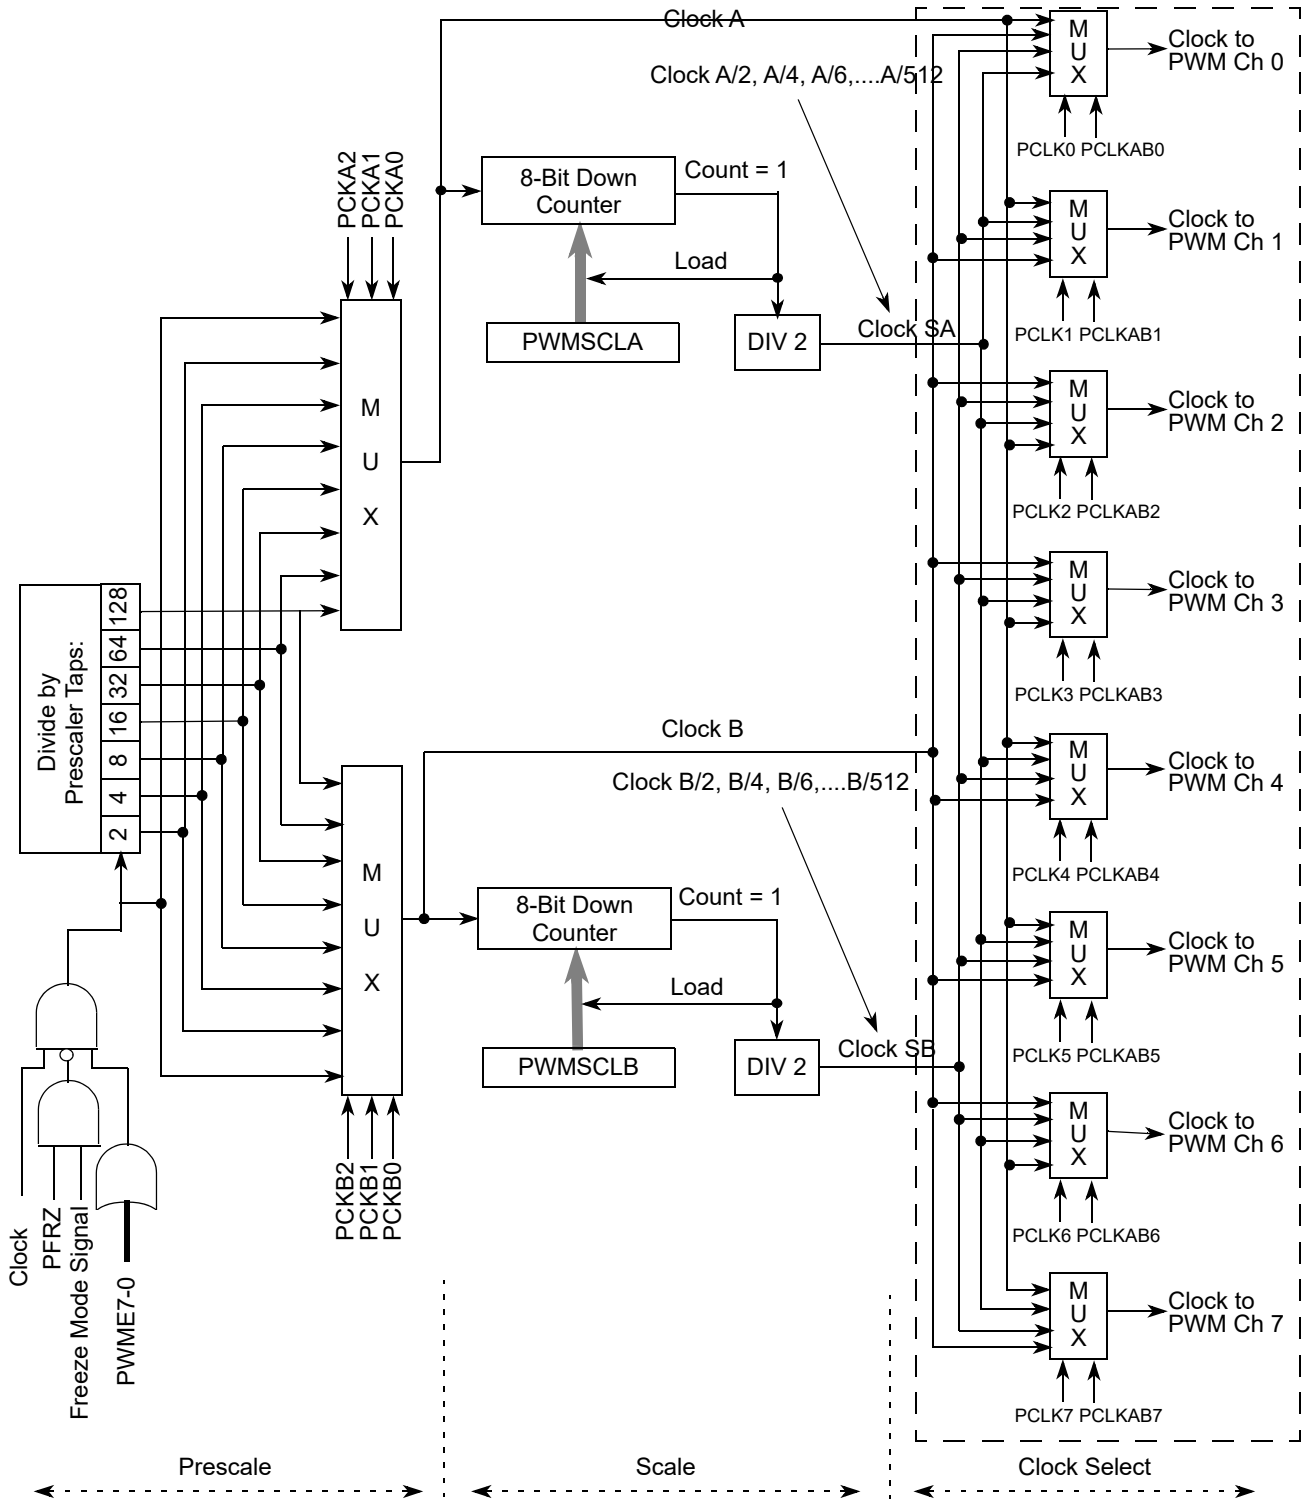 Clock A
Clock A/2, A/4, A/6,....A/512
PCKA2
PCKA1
PCKA0
8-Bit Down
Counter
Count = 1
Load
PWMSCLA
DIV 2
Clock SA
M
U
X
Divide by
Prescaler Taps:
128
64
32
16
8
4
2
Clock B
Clock B/2, B/4, B/6,....B/512
M
U
X
8-Bit Down
Counter
Count = 1
Load
PWMSCLB
DIV 2
Clock SB
PCKB2
PCKB1
PCKB0
Clock
PFRZ
Freeze Mode Signal
PWME7-0
M
U
X
Clock to
PWM Ch 0
PCLK0 PCLKAB0
M
U
X
Clock to
PWM Ch 1
PCLK1 PCLKAB1
M
U
X
Clock to
PWM Ch 2
PCLK2 PCLKAB2
M
U
X
Clock to
PWM Ch 3
PCLK3 PCLKAB3
M
U
X
Clock to
PWM Ch 4
PCLK4 PCLKAB4
M
U
X
Clock to
PWM Ch 5
PCLK5 PCLKAB5
M
U
X
Clock to
PWM Ch 6
PCLK6 PCLKAB6
M
U
X
Clock to
PWM Ch 7
PCLK7 PCLKAB7
Prescale
Scale
Clock Select